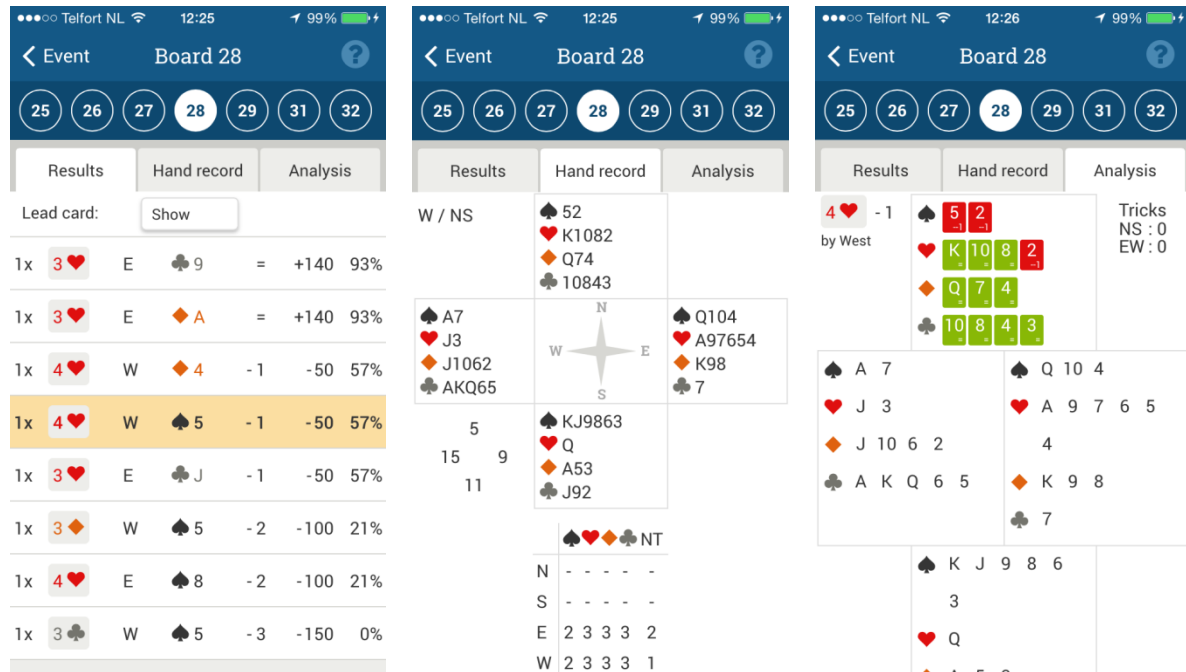 Telfort NL 12:25 99%
Event Board 28 ?
25 26 27 28 29 31 32
Results Hand record Analysis
Lead card: Show
1x 3♥ E ♣9 = +140 93%
1x 3♥ E ♦A = +140 93%
1x 4♥ W ♦4 -1 -50 57%
1x 4♥ W ♠5 -1 -50 57%
1x 3♥ E ♣J -1 -50 57%
1x 3♦ W ♠5 -2 -100 21%
1x 4♥ E ♠8 -2 -100 21%
1x 3♣ W ♠5 -3 -150 0%
Telfort NL 12:25 99%
Event Board 28 ?
25 26 27 28 29 31 32
Results Hand record Analysis
W / NS
♠ 52
♥ K1082
♦ Q74
♣ 10843
♠ A7
♥ J3
♦ J1062
♣ AKQ65
N
W E
S
♠ Q104
♥ A97654
♦ K98
♣ 7
5
15 9
11
♠ KJ9863
♥ Q
♦ A53
♣ J92
♠ ♥ ♦ ♣ NT
N - - - - -
S - - - - -
E 2 3 3 3 2
W 2 3 3 3 1
Telfort NL 12:26 99%
Event Board 28 ?
25 26 27 28 29 31 32
Results Hand record Analysis
4♥ -1
by West
♠ 5 -1 2 -1
♥ K = 10 = 8 = 2 -1
♦ Q = 7 = 4 =
♣ 10 = 8 = 4 = 3 =
Tricks
NS : 0
EW : 0
♠ A 7
♥ J 3
♦ J 10 6 2
♣ A K Q 6 5
♠ Q 10 4
♥ A 9 7 6 5
4
♦ K 9 8
♣ 7
♠ K J 9 8 6
3
♥ Q